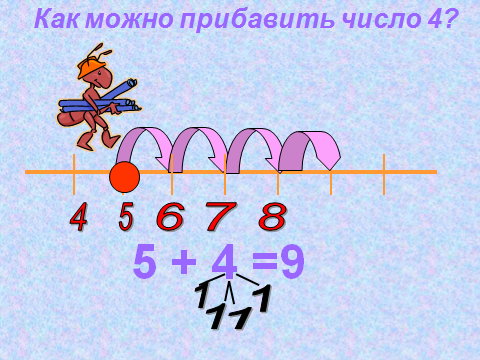 Как можно прибавить число 4?
4 5 6 7 8
5 + 4 =9
1 1 1 1